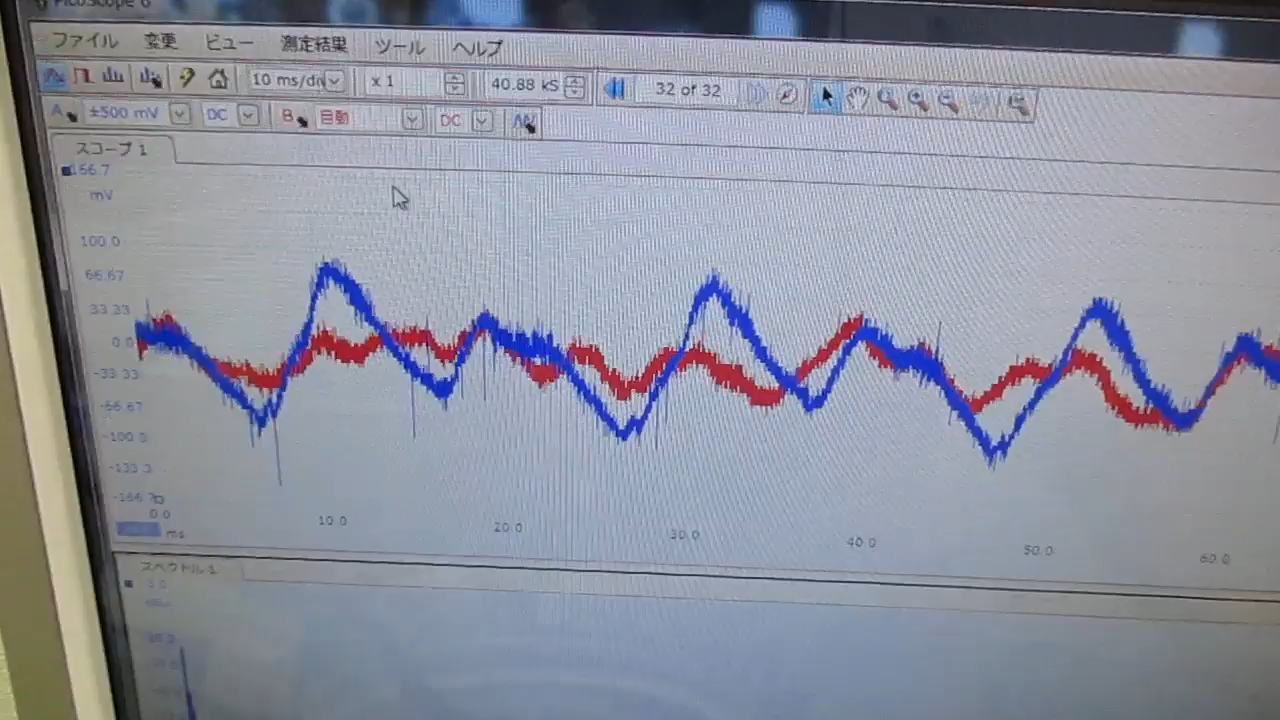 PicoScope 6
ファイル 変更 ビュー 測定結果 ツール ヘルプ
10 ms/div x 1 40.88 kS 32 of 32
A ±500 mV DC B 自動 DC
スコープ 1
166.7
mV
100.0
66.67
33.33
0.0
-33.33
-66.67
-100.0
-133.3
-166.7
0.0 10.0 20.0 30.0 40.0 50.0 60.0
ms
スペクトル 1